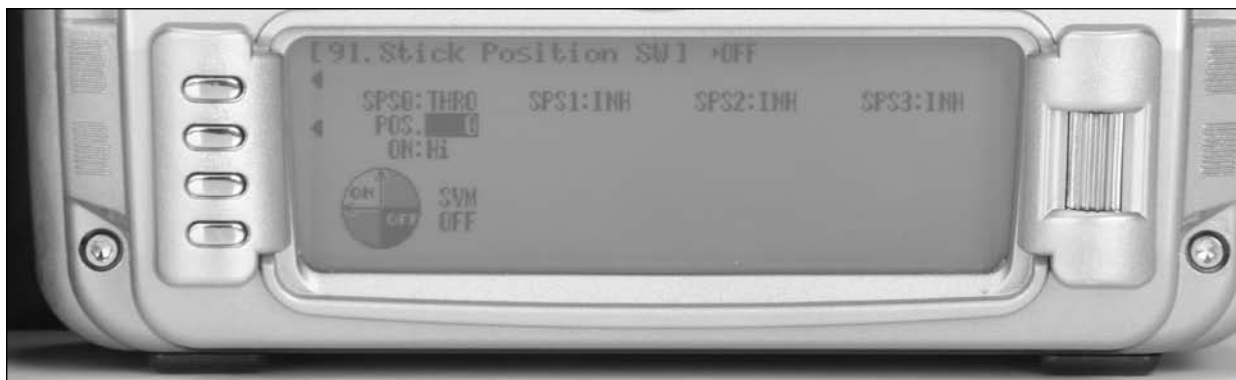 [91.Stick Position SW] ▸OFF
SPS0:THRO SPS1:INH SPS2:INH SPS3:INH
POS. 0
ON:Hi
ON SYM
OFF OFF